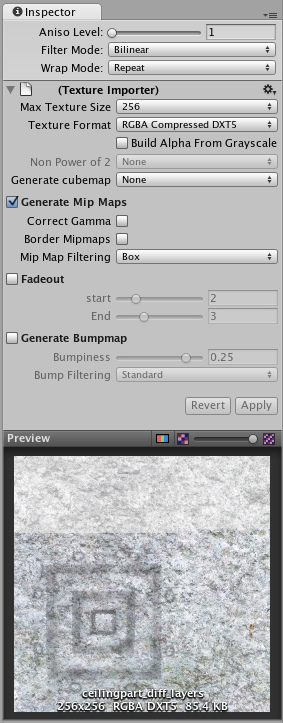 Inspector
Aniso Level: 1
Filter Mode: Bilinear
Wrap Mode: Repeat
(Texture Importer)
Max Texture Size 256
Texture Format RGBA Compressed DXT5
Build Alpha From Grayscale
Non Power of 2 None
Generate cubemap None
Generate Mip Maps
Correct Gamma
Border Mipmaps
Mip Map Filtering Box
Fadeout
start 2
End 3
Generate Bumpmap
Bumpiness 0.25
Bump Filtering Standard
Revert Apply
Preview
ceilingpart_diff_layers
256x256 RGBA DXT5 85.4 KB